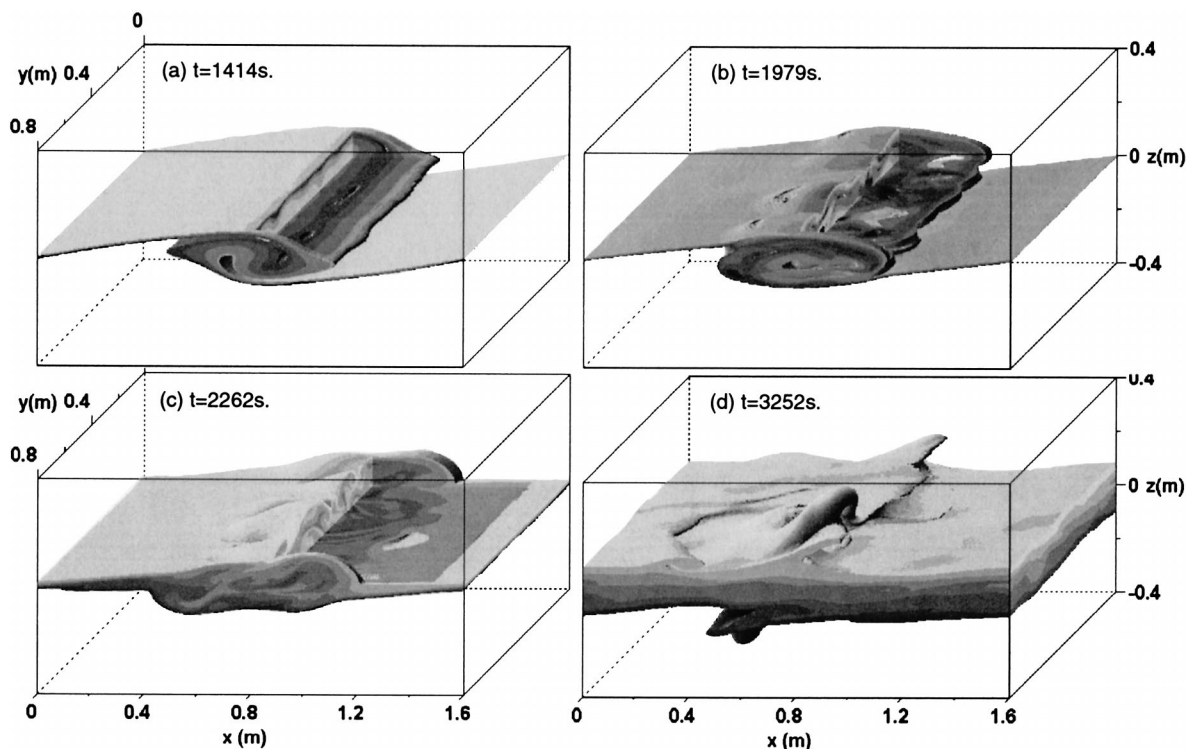 0
y(m) 0.4
0.8
(a) t=1414s.
(b) t=1979s.
0.4
0 z(m)
-0.4
y(m) 0.4
0.8
(c) t=2262s.
(d) t=3252s.
0.4
0 z(m)
-0.4
0 0.4 0.8 1.2 1.6
x (m)
0 0.4 0.8 1.2 1.6
x (m)